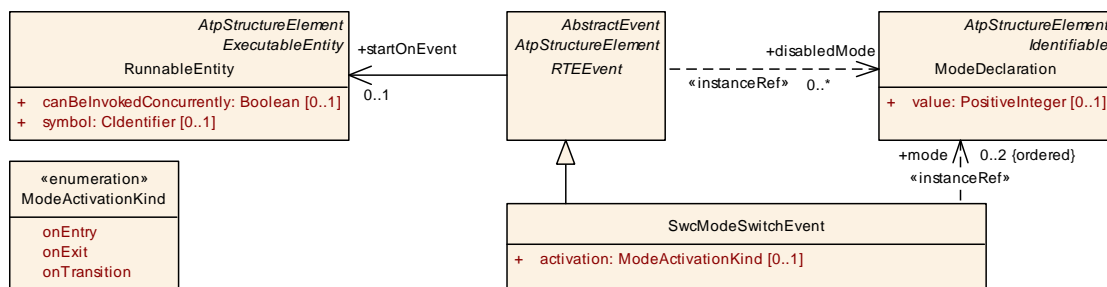 AtpStructureElement
ExecutableEntity
RunnableEntity
+ canBeInvokedConcurrently: Boolean [0..1]
+ symbol: CIdentifier [0..1]
+startOnEvent
0..1
AbstractEvent
AtpStructureElement
RTEEvent
+disabledMode
«instanceRef» 0..*
AtpStructureElement
Identifiable
ModeDeclaration
+ value: PositiveInteger [0..1]
«enumeration»
ModeActivationKind
onEntry
onExit
onTransition
+mode 0..2 {ordered}
«instanceRef»
SwcModeSwitchEvent
+ activation: ModeActivationKind [0..1]